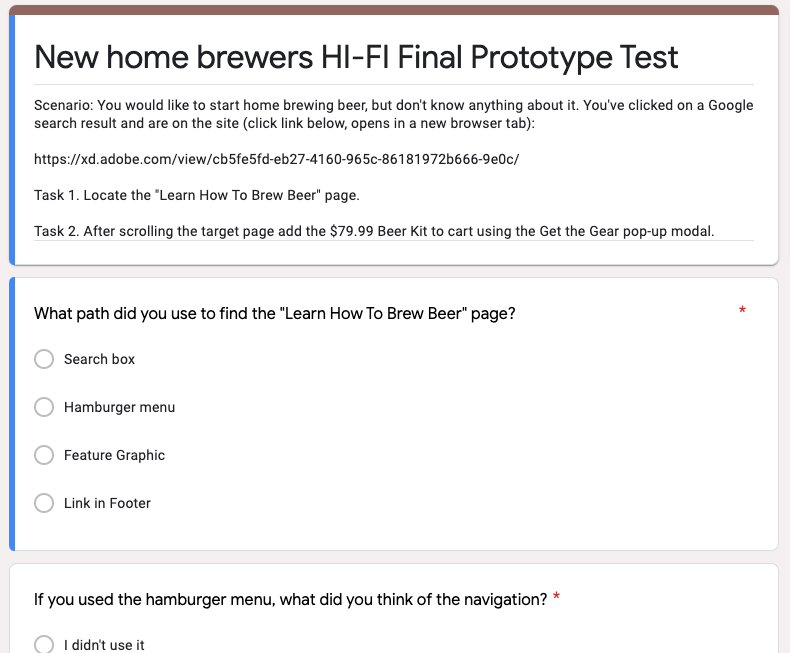 New home brewers HI-FI Final Prototype Test
Scenario: You would like to start home brewing beer, but don't know anything about it. You've clicked on a Google
search result and are on the site (click link below, opens in a new browser tab):
https://xd.adobe.com/view/cb5fe5fd-eb27-4160-965c-86181972b666-9e0c/
Task 1. Locate the "Learn How To Brew Beer" page.
Task 2. After scrolling the target page add the $79.99 Beer Kit to cart using the Get the Gear pop-up modal.
What path did you use to find the "Learn How To Brew Beer" page? *
Search box
Hamburger menu
Feature Graphic
Link in Footer
If you used the hamburger menu, what did you think of the navigation? *
I didn't use it